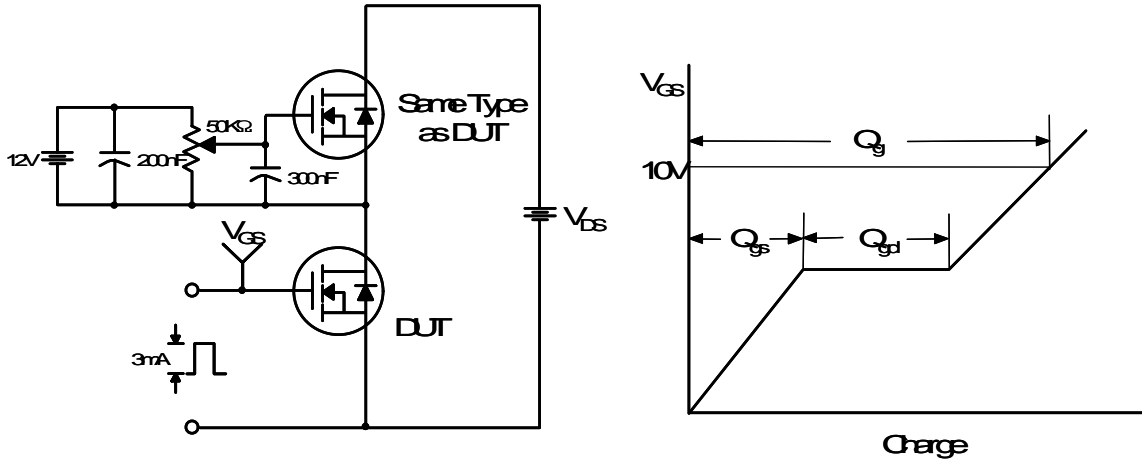 12V
200nF
50KΩ
300nF
Same Type
as DUT
VGS
DUT
3mA
VDS
VGS
10V
Qg
Qgs
Qgd
Charge